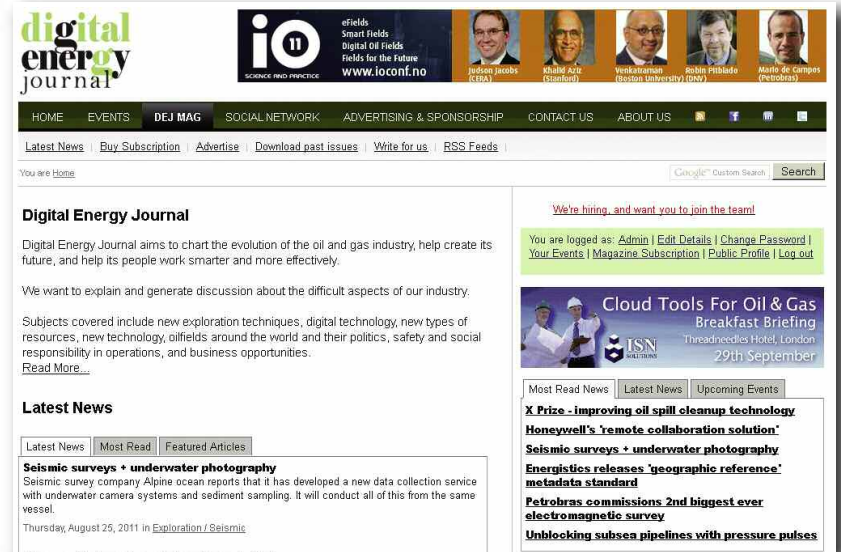 digital
energy
journal
iO 11
SCIENCE AND PRACTICE
eFields
Smart Fields
Digital Oil Fields
Fields for the Future
www.ioconf.no
Judson Jacobs
(CERA)
Khalid Aziz
(Stanford)
Venkatraman
(Boston University)
Robin Pitblado
(DNV)
Mario de Campos
(Petrobras)
HOME EVENTS DEJ MAG SOCIAL NETWORK ADVERTISING & SPONSORSHIP CONTACT US ABOUT US
Latest News | Buy Subscription | Advertise | Download past issues | Write for us | RSS Feeds |
You are Home
Google™ Custom Search Search
Digital Energy Journal
Digital Energy Journal aims to chart the evolution of the oil and gas industry, help create its
future, and help its people work smarter and more effectively.
We want to explain and generate discussion about the difficult aspects of our industry.
Subjects covered include new exploration techniques, digital technology, new types of
resources, new technology, oilfields around the world and their politics, safety and social
responsibility in operations, and business opportunities.
Read More...
Latest News
Latest News Most Read Featured Articles
Seismic surveys + underwater photography
Seismic survey company Alpine ocean reports that it has developed a new data collection service
with underwater camera systems and sediment sampling. It will conduct all of this from the same
vessel.
Thursday, August 25, 2011 in Exploration / Seismic
We're hiring, and want you to join the team!
You are logged as: Admin | Edit Details | Change Password |
Your Events | Magazine Subscription | Public Profile | Log out
Cloud Tools For Oil & Gas
Breakfast Briefing
Threadneedles Hotel, London
29th September
ISN
SOLUTIONS
Most Read News Latest News Upcoming Events
X Prize - improving oil spill cleanup technology
Honeywell's 'remote collaboration solution'
Seismic surveys + underwater photography
Energistics releases 'geographic reference'
metadata standard
Petrobras commissions 2nd biggest ever
electromagnetic survey
Unblocking subsea pipelines with pressure pulses